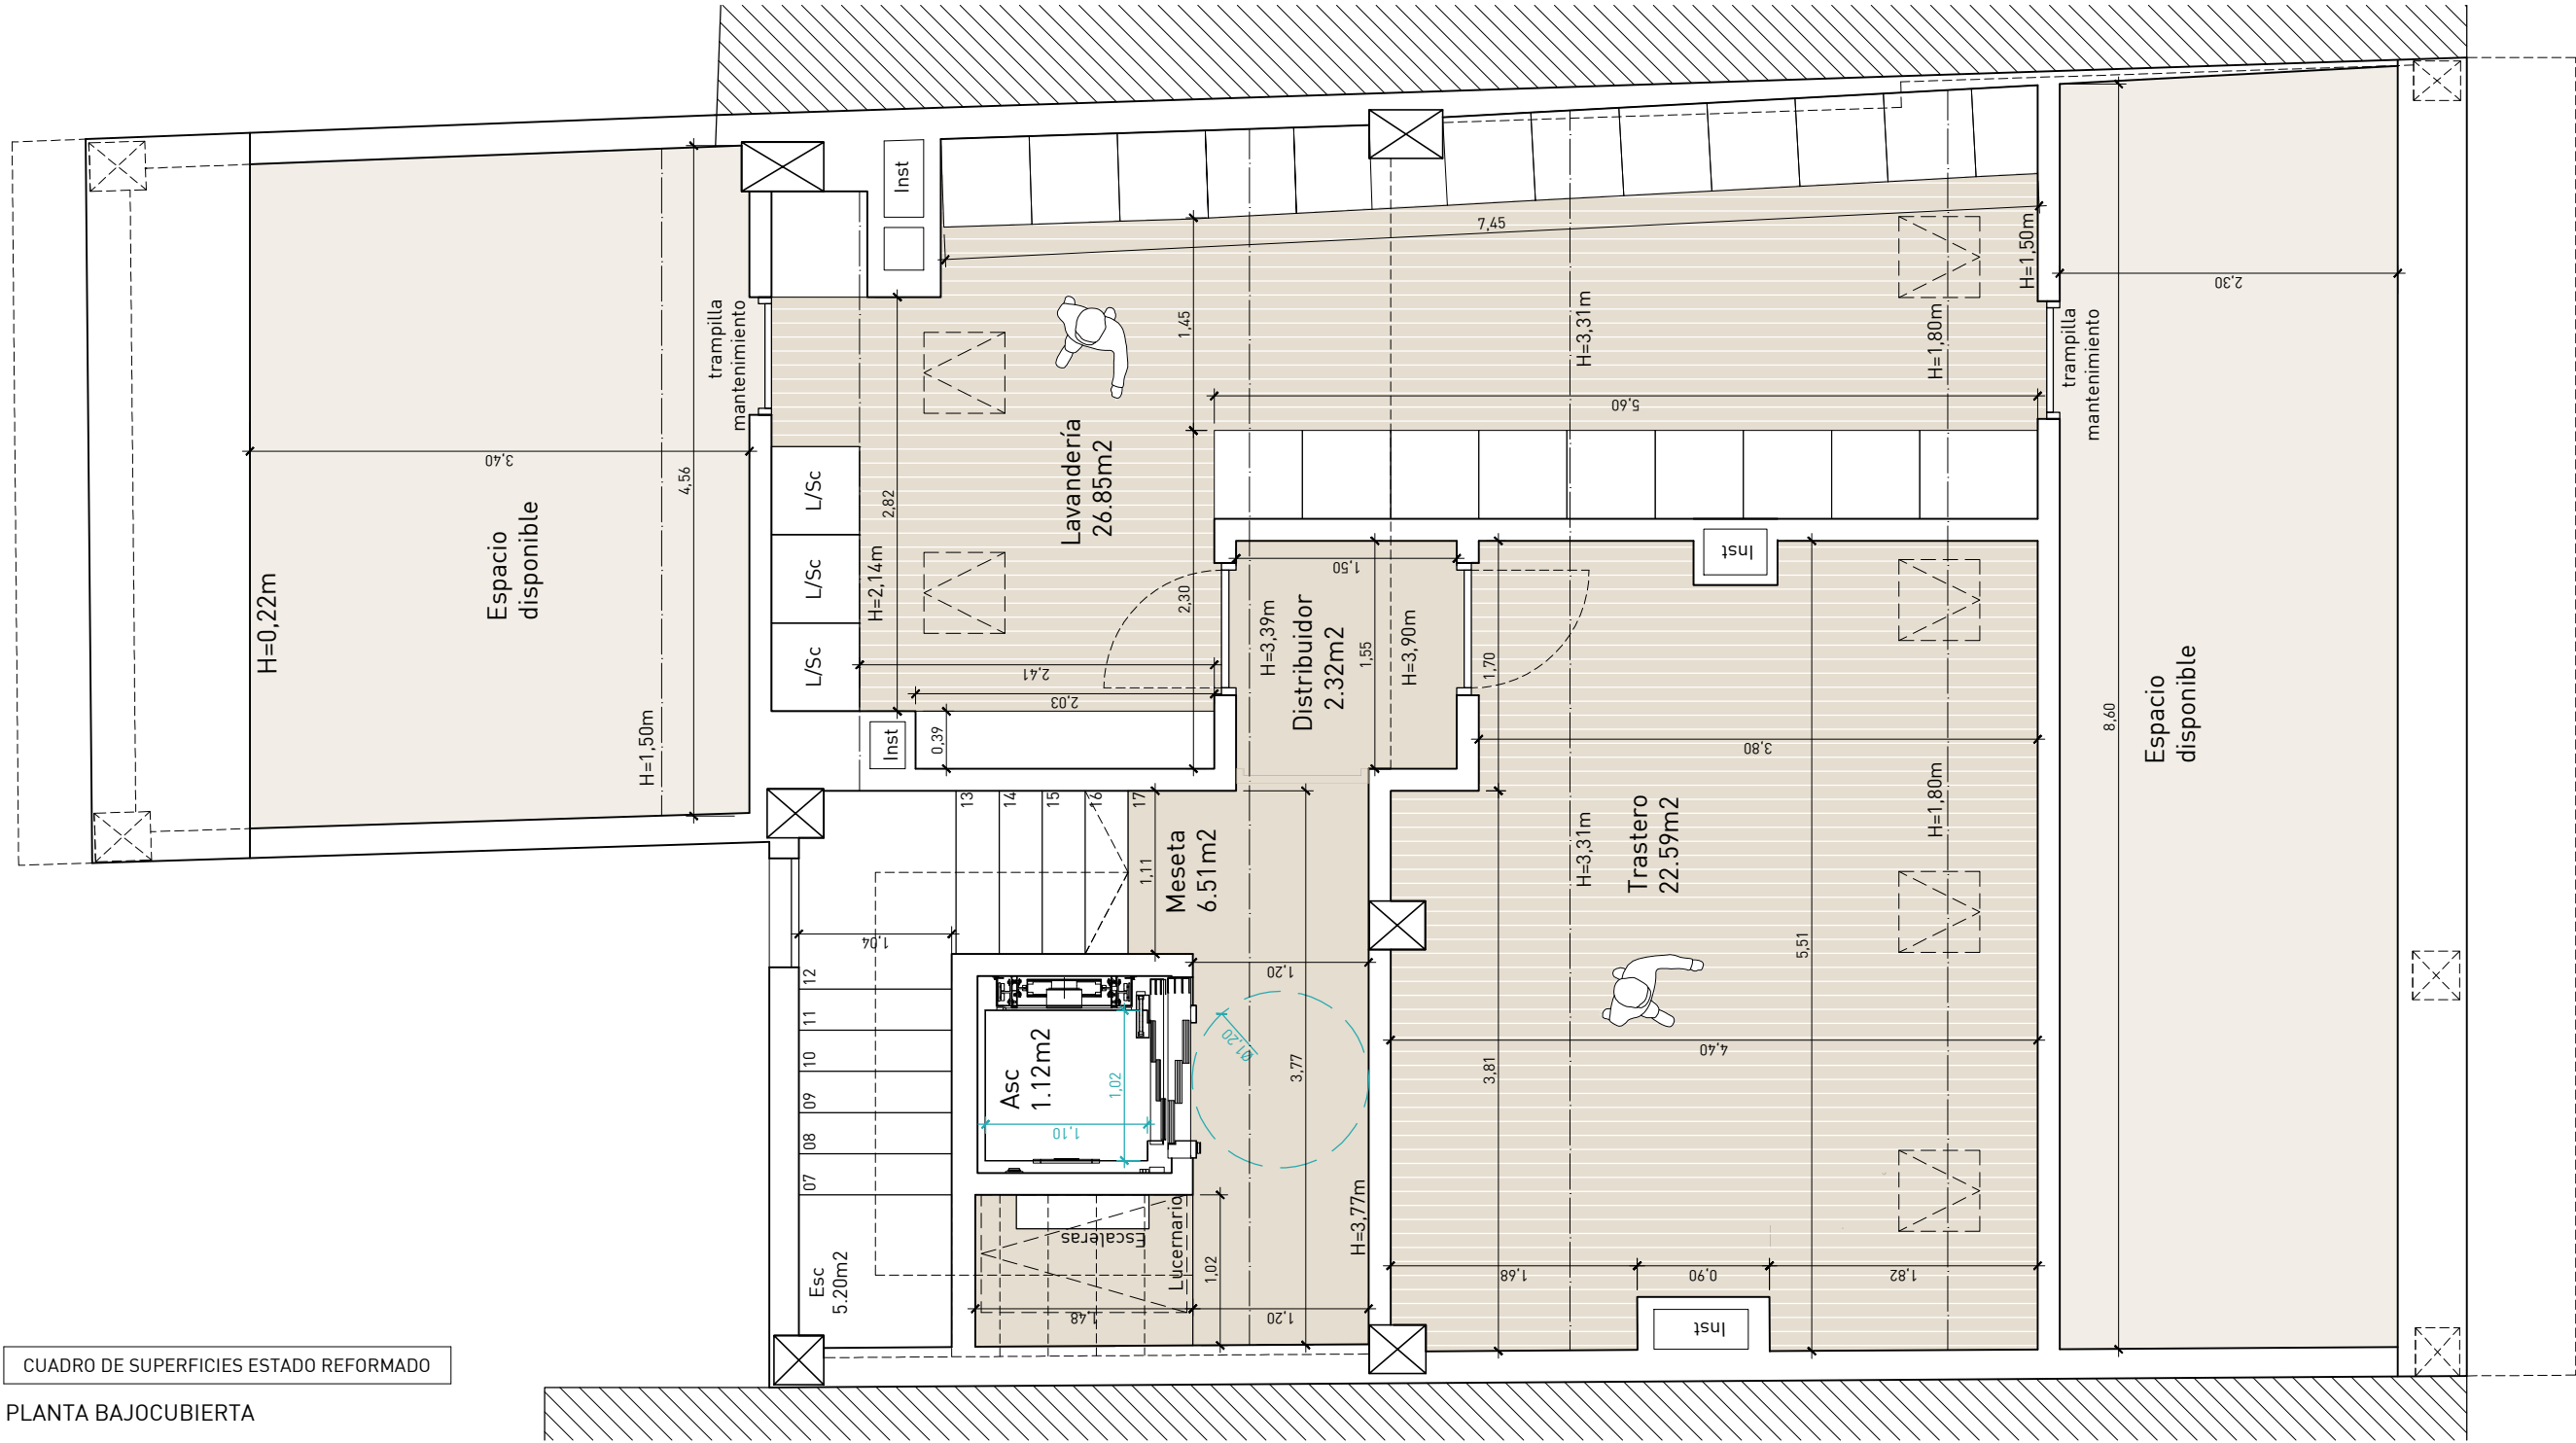 Inst
7,45
H=1,50m
2,30
trampilla
mantenimiento
1,45
H=3,31m
H=1,80m
trampilla
mantenimiento
5,60
3,40
4,56
Espacio
disponible
L/Sc
2,82
Lavandería
26.85m2
H=0,22m
L/Sc
H=2,14m
Inst
1,50
2,30
H=3,39m
Distribuidor
2.32m2
1,55
H=3,90m
1,70
L/Sc
2,41
2,03
H=1,50m
Inst
0,39
3,80
8,60
Espacio
disponible
13
14
15
16
17
1,11
Meseta
6.51m2
H=3,31m
Trastero
22.59m2
H=1,80m
1,04
12
11
10
09
08
07
1,20
Ø1,20
Asc
1.12m2
1,02
1,10
3,77
3,81
4,40
5,51
Esc
5.20m2
Escaleras
Lucernario
1,02
H=3,77m
1,48
1,20
1,68
0,90
1,82
Inst
CUADRO DE SUPERFICIES ESTADO REFORMADO
PLANTA BAJOCUBIERTA